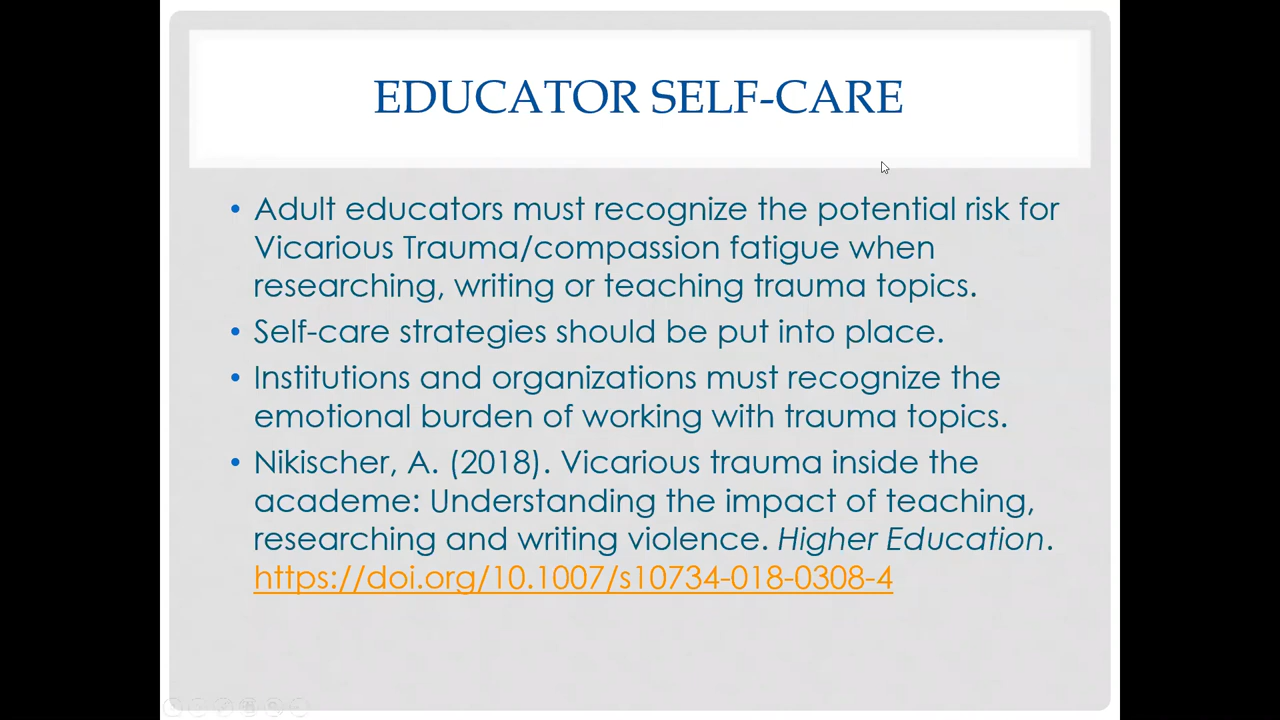 EDUCATOR SELF-CARE
• Adult educators must recognize the potential risk for
Vicarious Trauma/compassion fatigue when
researching, writing or teaching trauma topics.
• Self-care strategies should be put into place.
• Institutions and organizations must recognize the
emotional burden of working with trauma topics.
• Nikischer, A. (2018). Vicarious trauma inside the
academe: Understanding the impact of teaching,
researching and writing violence. Higher Education.
https://doi.org/10.1007/s10734-018-0308-4